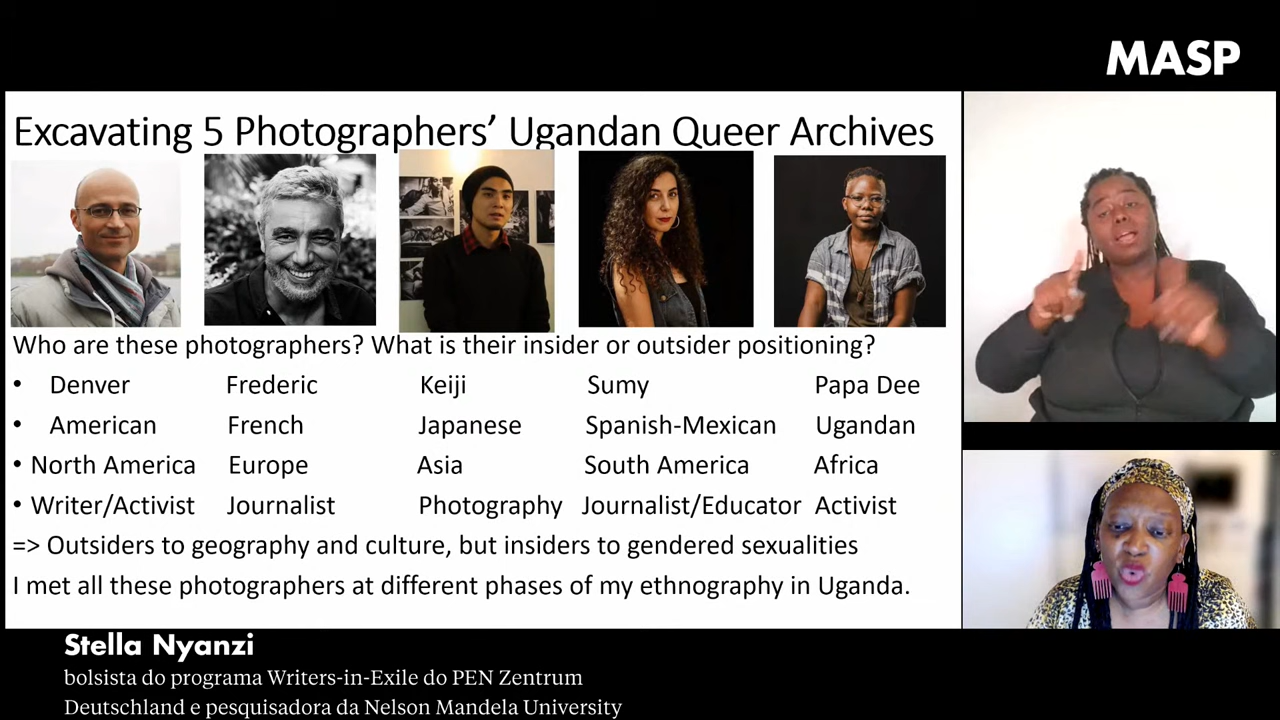 MASP
Excavating 5 Photographers’ Ugandan Queer Archives
Who are these photographers? What is their insider or outsider positioning?
• Denver Frederic Keiji Sumy Papa Dee
• American French Japanese Spanish-Mexican Ugandan
• North America Europe Asia South America Africa
• Writer/Activist Journalist Photography Journalist/Educator Activist
=> Outsiders to geography and culture, but insiders to gendered sexualities
I met all these photographers at different phases of my ethnography in Uganda.
Stella Nyanzi
bolsista do programa Writers-in-Exile do PEN Zentrum
Deutschland e pesquisadora da Nelson Mandela University